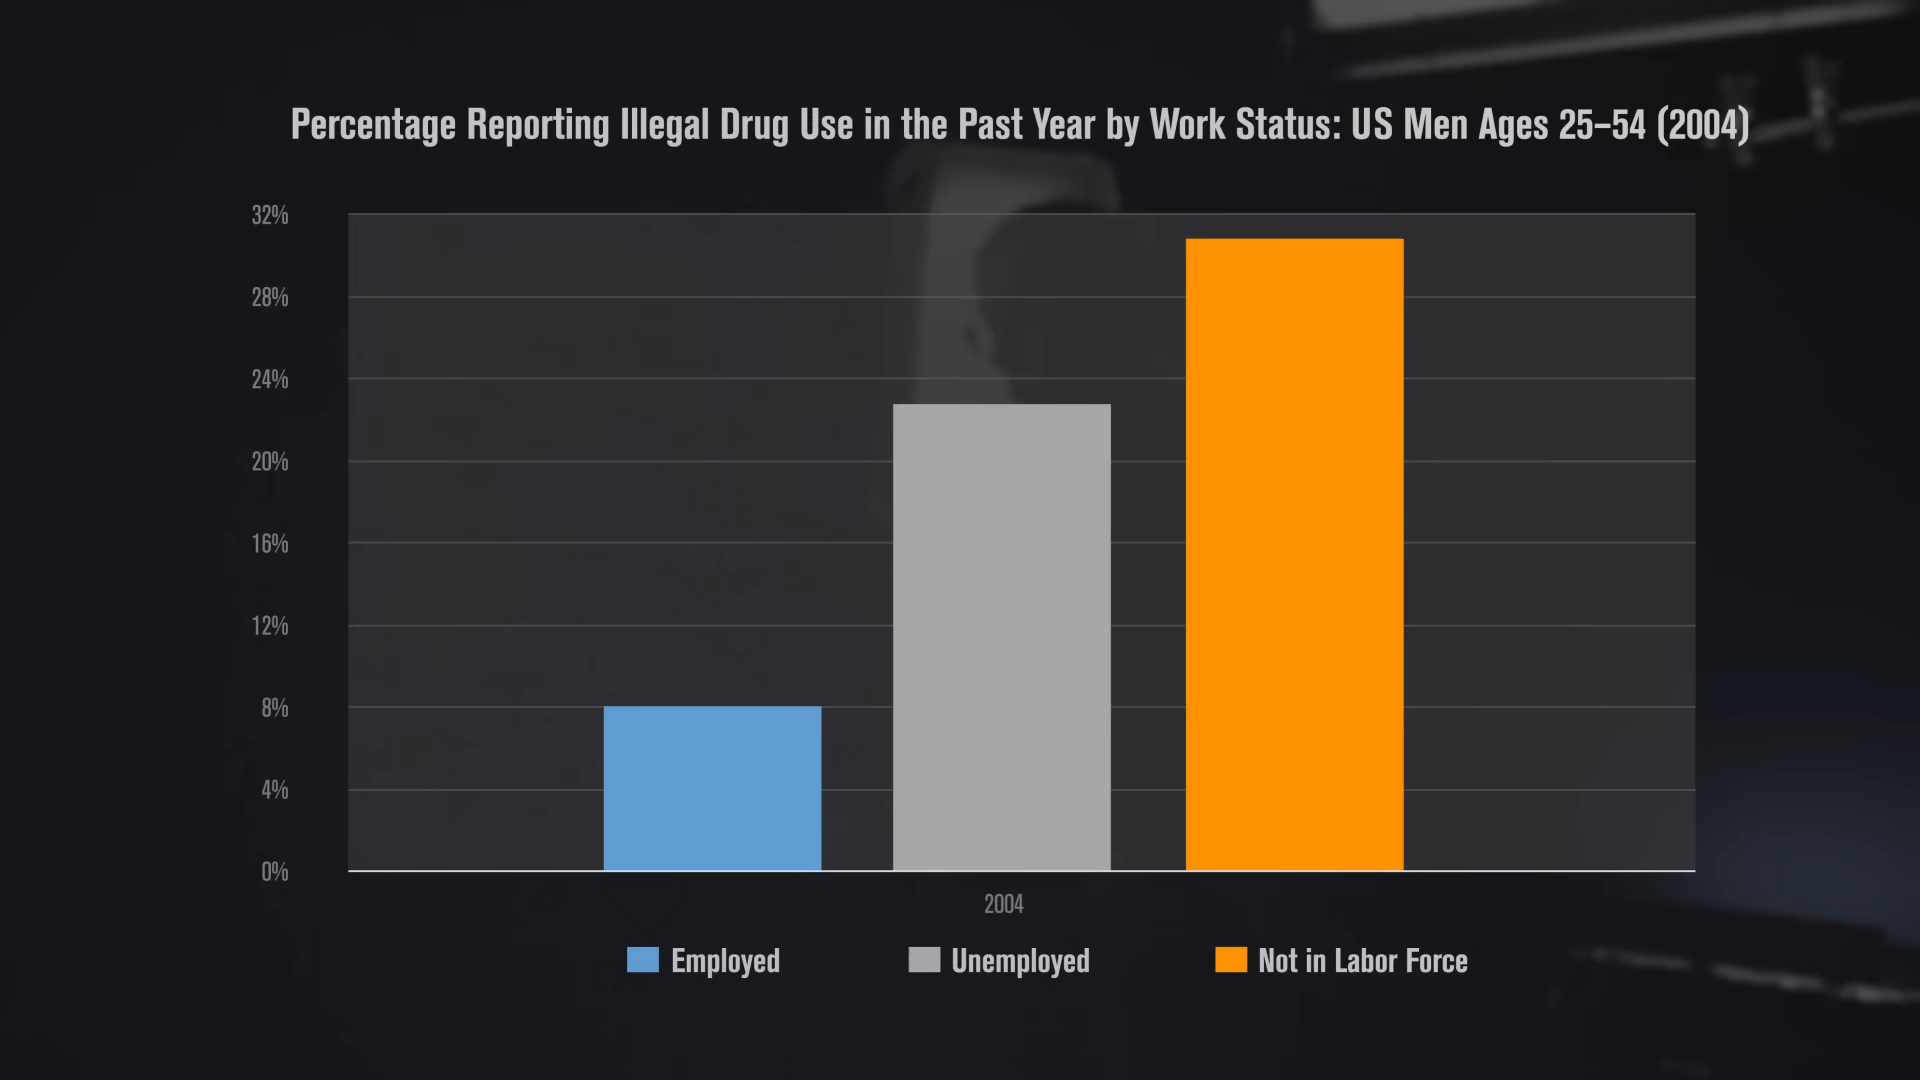 Percentage Reporting Illegal Drug Use in the Past Year by Work Status: US Men Ages 25–54 (2004)
32%
28%
24%
20%
16%
12%
8%
4%
0%
2004
Employed
Unemployed
Not in Labor Force